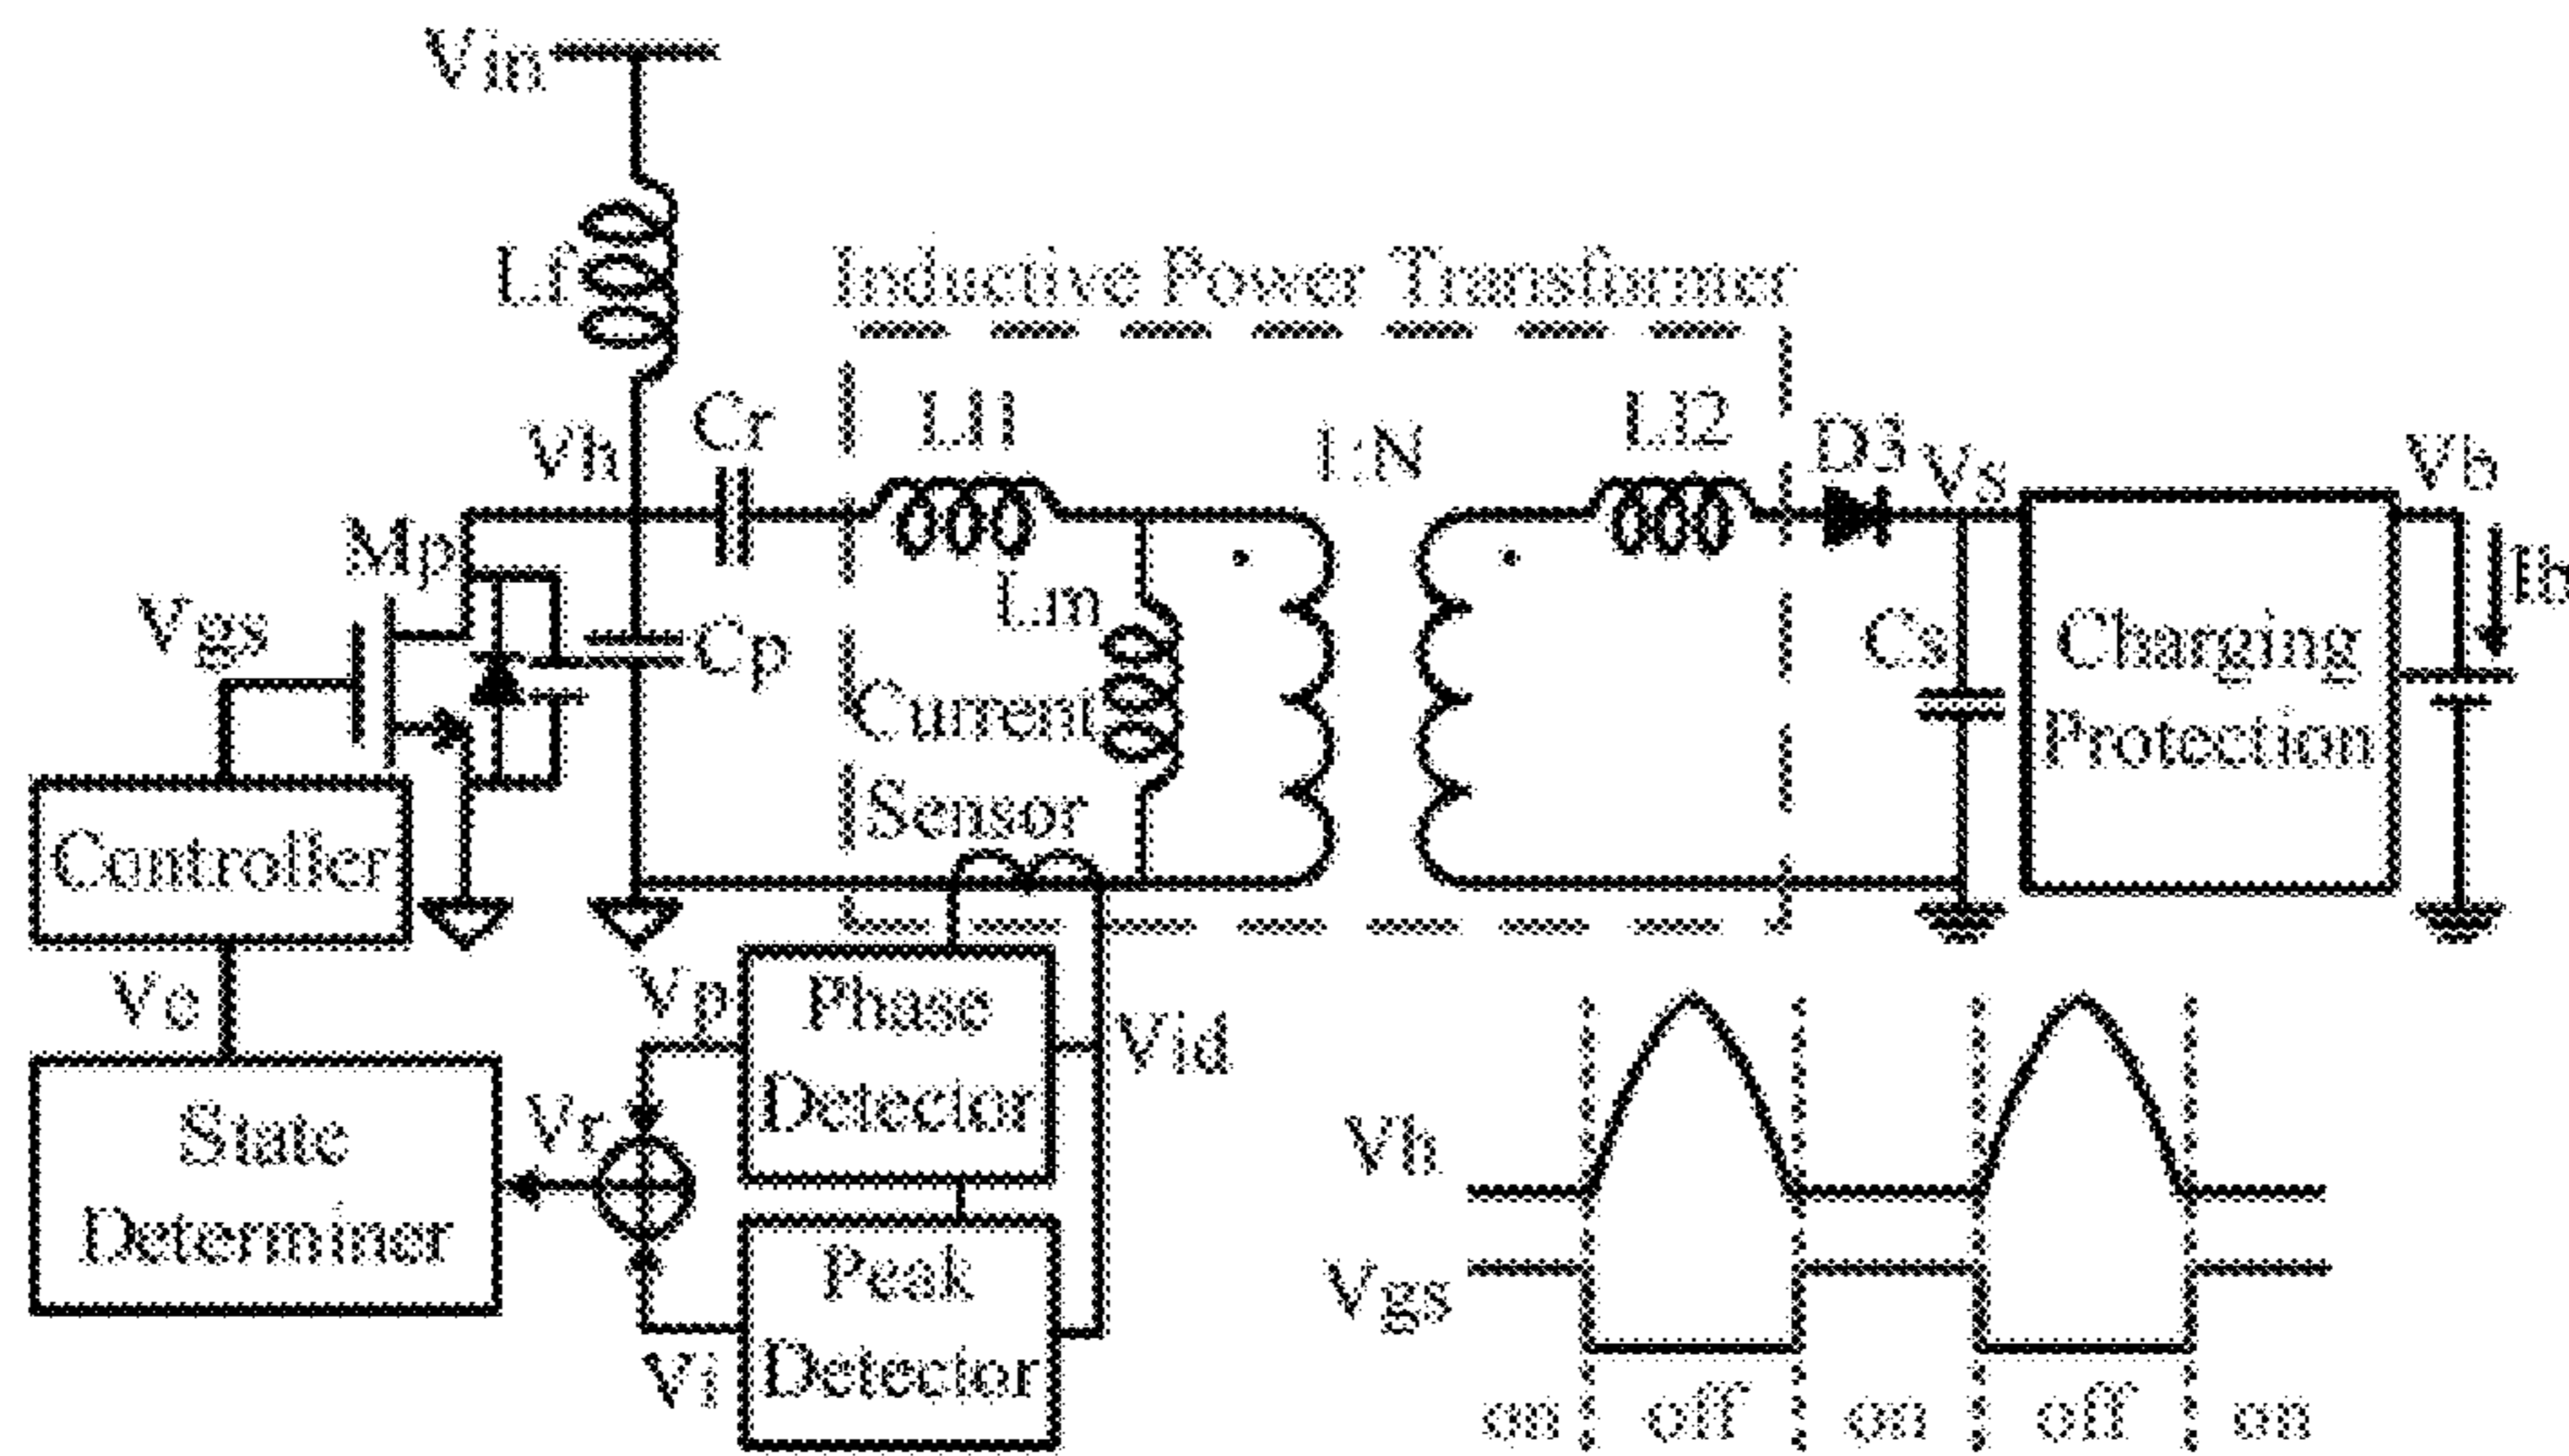 Vin
Lf
Inductive Power Transformer
Vh
Cr
Ll1
1:N
Ll2
D3
Vs
Vb
Mp
Lm
Ib
Vgs
Cp
Cs
Charging
Protection
Current
Sensor
Controller
Ve
Vp
Phase
Detector
Vid
State
Determiner
Vr
Peak
Detector
Vi
Vh
Vgs
on off on off on